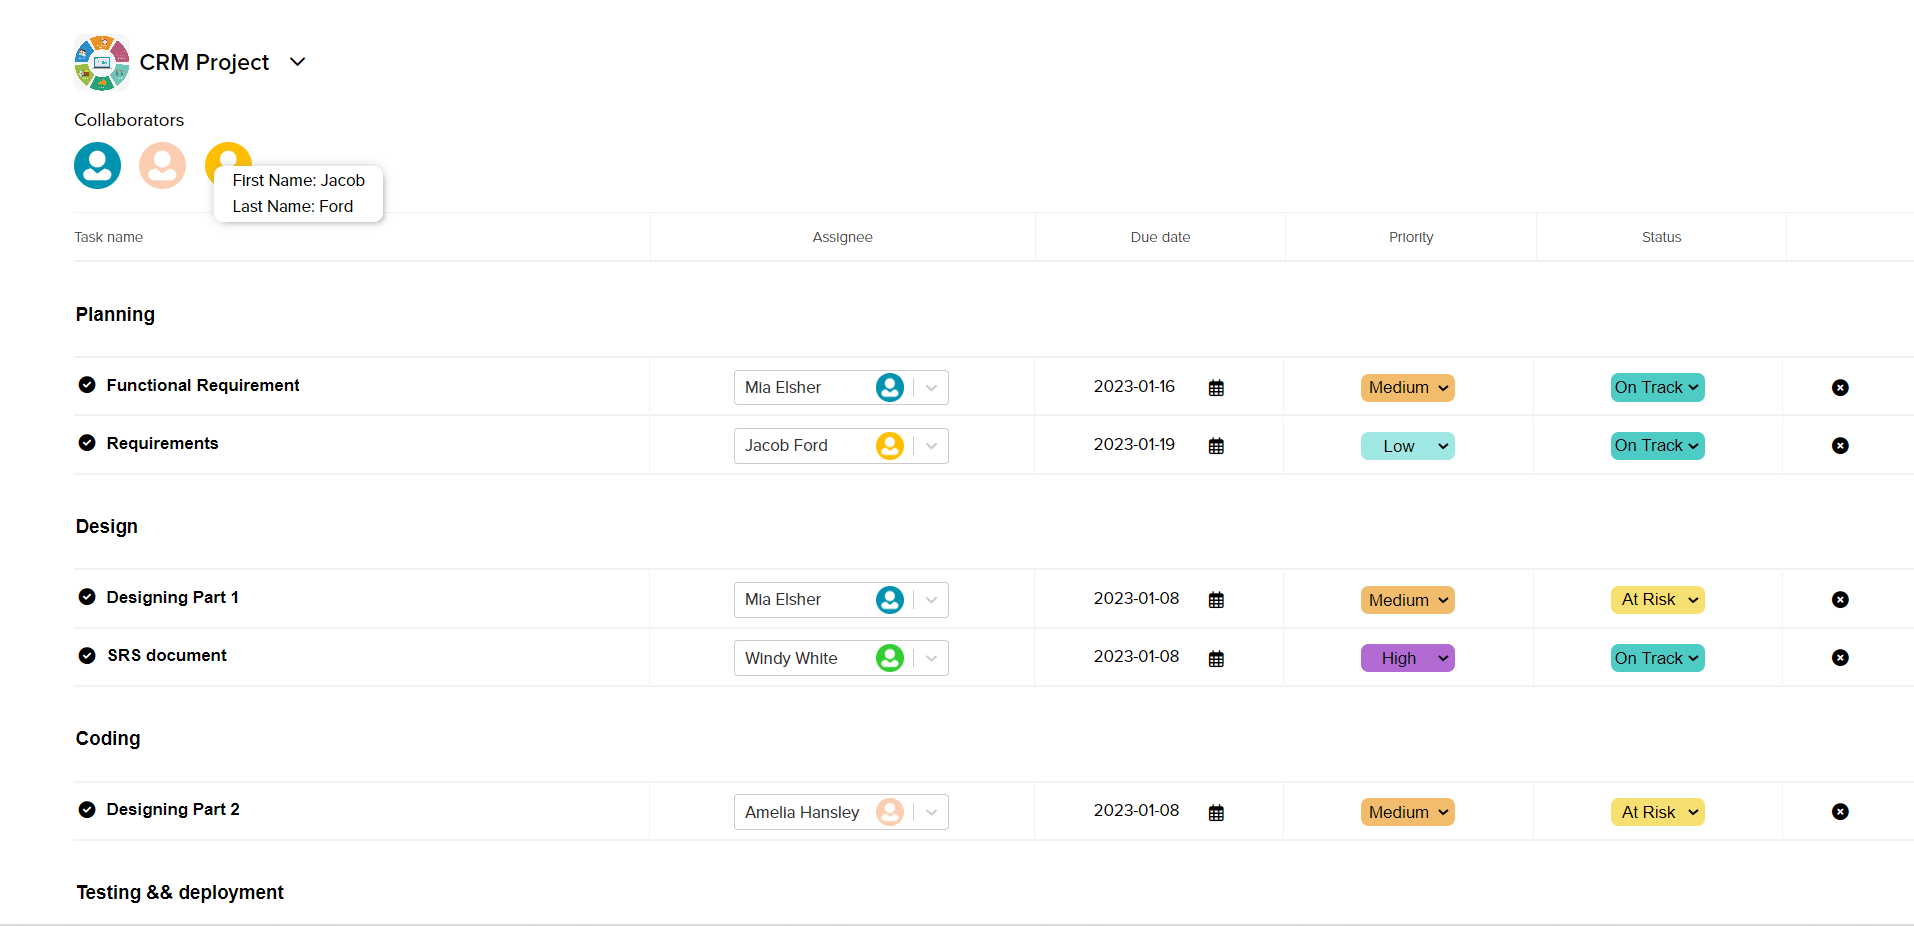 CRM Project
Collaborators
First Name: Jacob
Last Name: Ford
Task name Assignee Due date Priority Status
Planning
Functional Requirement Mia Elsher 2023-01-16 Medium On Track
Requirements Jacob Ford 2023-01-19 Low On Track
Design
Designing Part 1 Mia Elsher 2023-01-08 Medium At Risk
SRS document Windy White 2023-01-08 High On Track
Coding
Designing Part 2 Amelia Hansley 2023-01-08 Medium At Risk
Testing && deployment